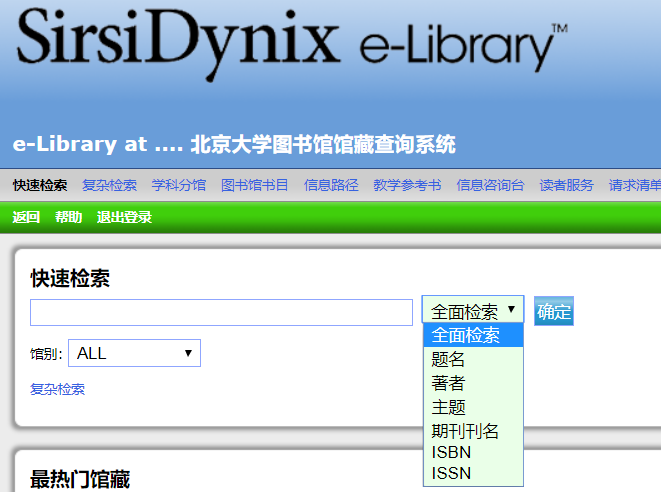 SirsiDynix e-Library™
e-Library at .... 北京大学图书馆馆藏查询系统
快速检索 复杂检索 学科分馆 图书馆书目 信息路径 教学参考书 信息咨询台 读者服务 请求清单
返回 帮助 退出登录
快速检索
全面检索 ▼ 确定
全面检索
馆别: ALL ▼
题名
著者
复杂检索
主题
期刊刊名
ISBN
ISSN
最热门馆藏